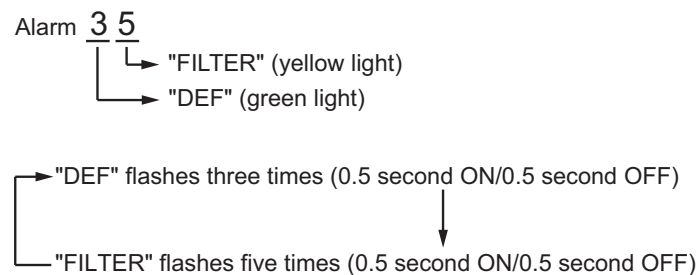 Alarm 3 5
"FILTER" (yellow light)
"DEF" (green light)
"DEF" flashes three times (0.5 second ON/0.5 second OFF)
"FILTER" flashes five times (0.5 second ON/0.5 second OFF)